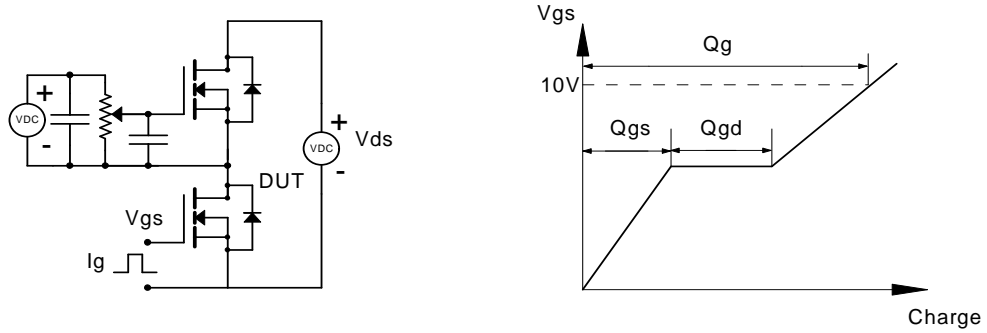 +
VDC
-
+
VDC
-
Vds
DUT
Vgs
Ig
Vgs
Qg
10V
Qgs
Qgd
Charge